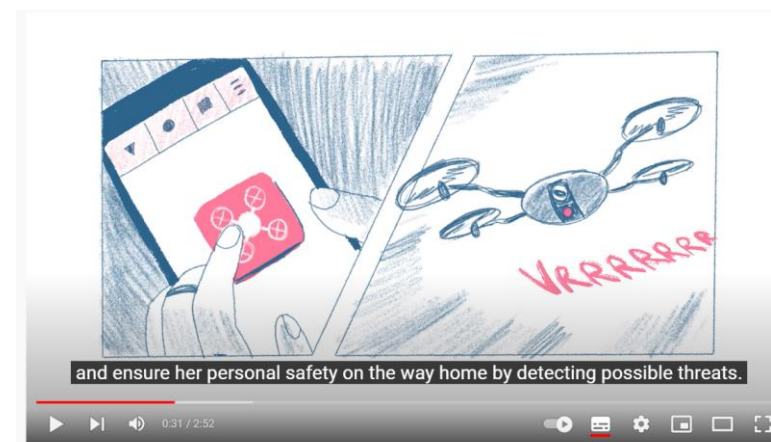 VRRRRRRR
and ensure her personal safety on the way home by detecting possible threats.
0:31 / 2:52